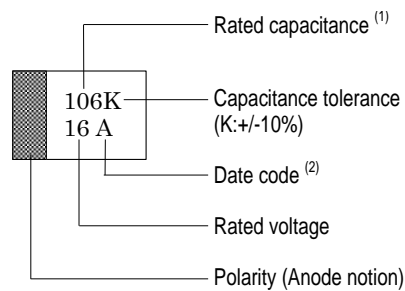 Rated capacitance (1)
106K
16 A
Capacitance tolerance
(K:+/-10%)
Date code (2)
Rated voltage
Polarity (Anode notion)